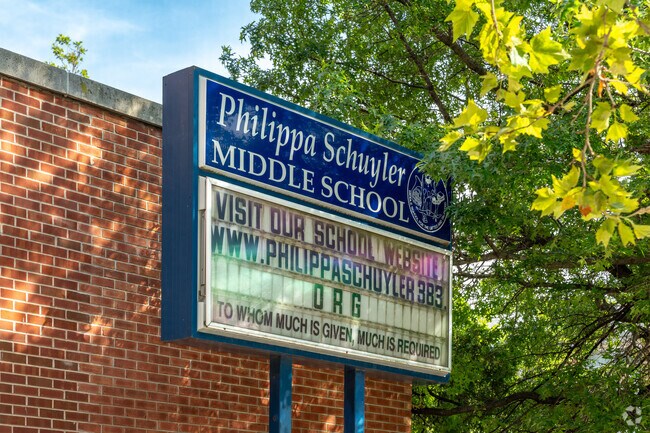 Philippa Schuyler
MIDDLE SCHOOL
VISIT OUR SCHOOL WEBSITE
WWW.PHILIPPASCHUYLER383.
ORG
TO WHOM MUCH IS GIVEN, MUCH IS REQUIRED